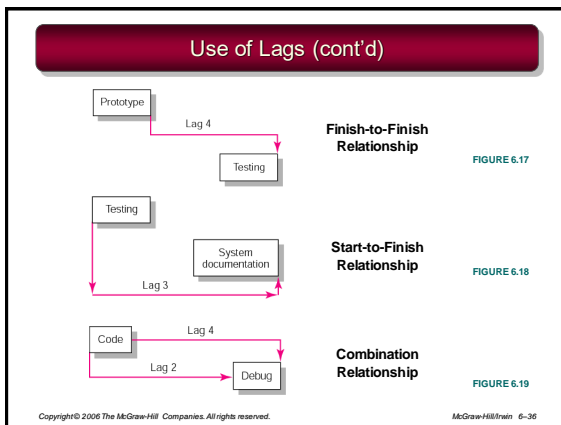 Use of Lags (cont'd)
Prototype
Lag 4
Testing
Finish-to-Finish
Relationship
FIGURE 6.17
Testing
System
documentation
Lag 3
Start-to-Finish
Relationship
FIGURE 6.18
Code
Lag 4
Lag 2
Debug
Combination
Relationship
FIGURE 6.19
Copyright © 2006 The McGraw-Hill Companies. All rights reserved.
McGraw-Hill/Irwin 6–36